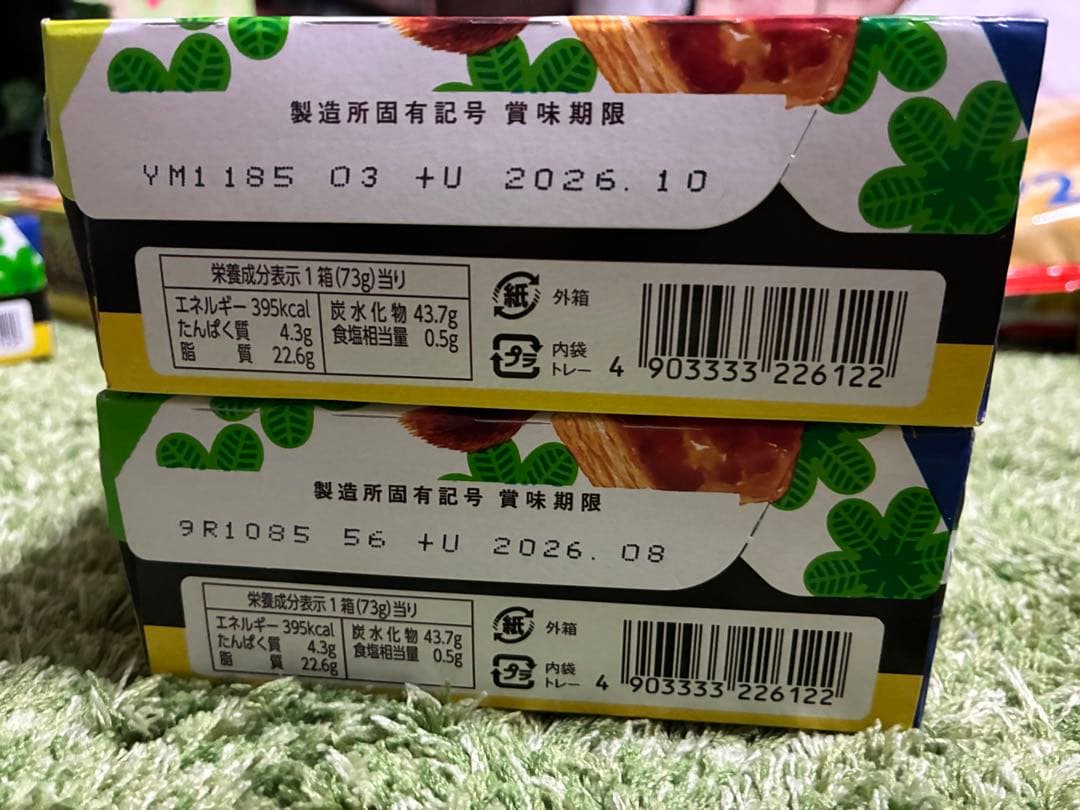 製造所固有記号 賞味期限
YM1185 03 +U 2026.10
栄養成分表示 1箱(73g)当り
エネルギー 395kcal
たんぱく質 4.3g
脂質 22.6g
炭水化物 43.7g
食塩相当量 0.5g
紙 外箱
プラ 内袋
トレー
4 903333 226122
製造所固有記号 賞味期限
9R1085 56 +U 2026.08
栄養成分表示 1箱(73g)当り
エネルギー 395kcal
たんぱく質 4.3g
脂質 22.6g
炭水化物 43.7g
食塩相当量 0.5g
紙 外箱
プラ 内袋
トレー
4 903333 226122